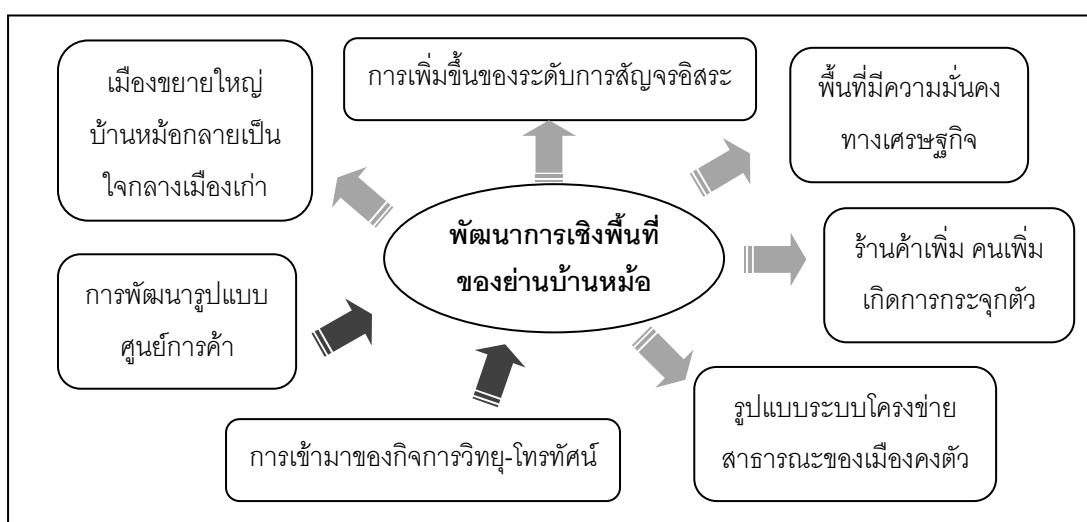 การเพิ่มขึ้นของระดับการสัญจรอิสระ
เมืองขยายใหญ่
บ้านหม้อกลายเป็น
ใจกลางเมืองเก่า
พื้นที่มีความมั่นคง
ทางเศรษฐกิจ
พัฒนาการเชิงพื้นที่
ของย่านบ้านหม้อ
ร้านค้าเพิ่ม คนเพิ่ม
เกิดการกระจุกตัว
การพัฒนารูปแบบ
ศูนย์การค้า
รูปแบบระบบโครงข่าย
สาธารณะของเมืองคงตัว
การเข้ามาของกิจการวิทยุ-โทรทัศน์